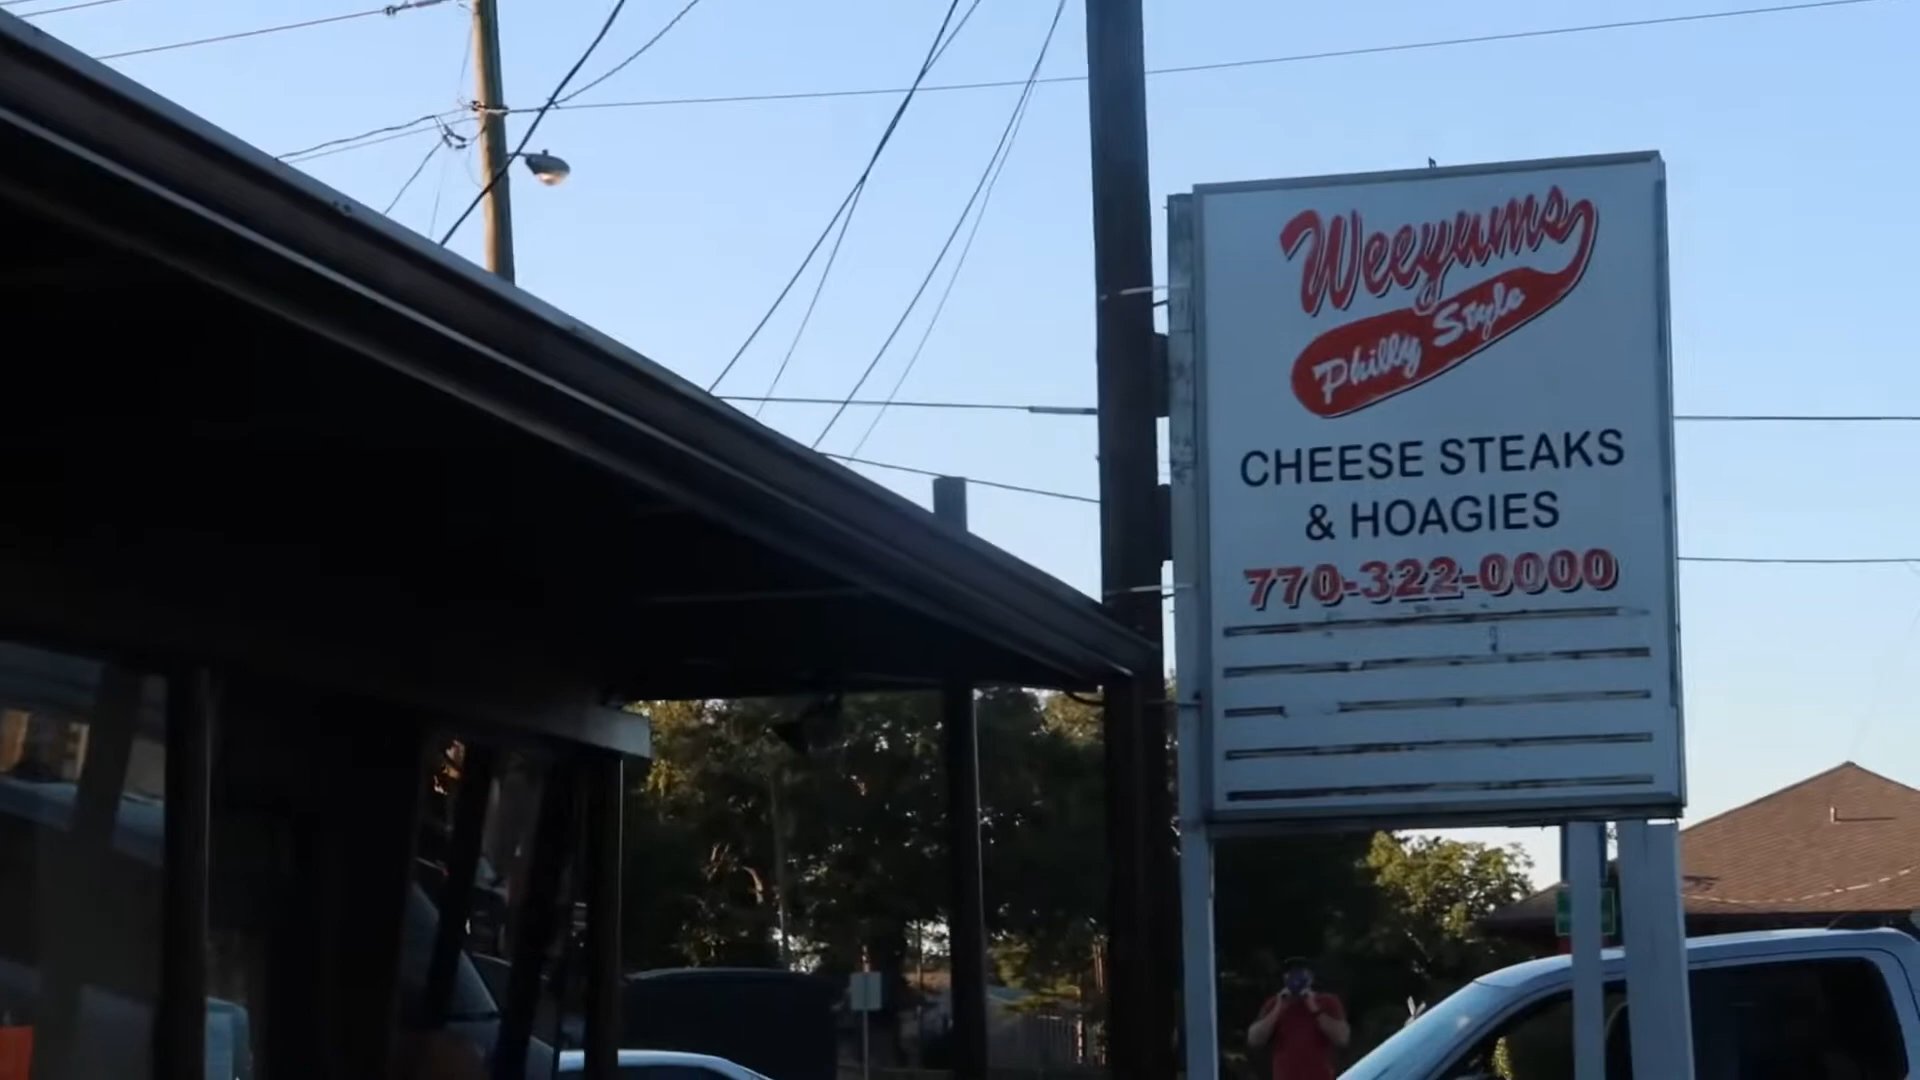 Weeyums
Philly Style
CHEESE STEAKS
& HOAGIES
770-322-0000